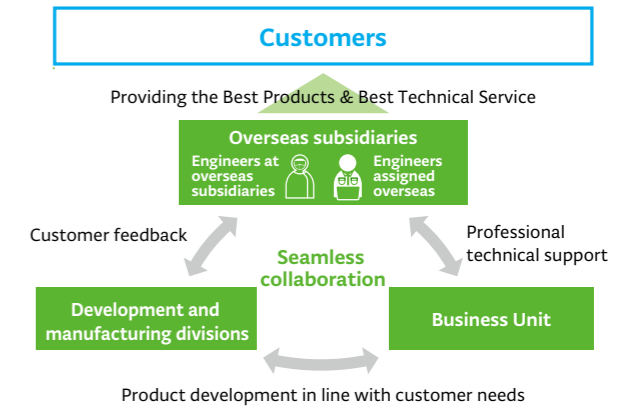 Customers
Providing the Best Products & Best Technical Service
Overseas subsidiaries
Engineers at
overseas
subsidiaries
Engineers
assigned
overseas
Customer feedback
Professional
technical support
Seamless
collaboration
Development and
manufacturing divisions
Business Unit
Product development in line with customer needs